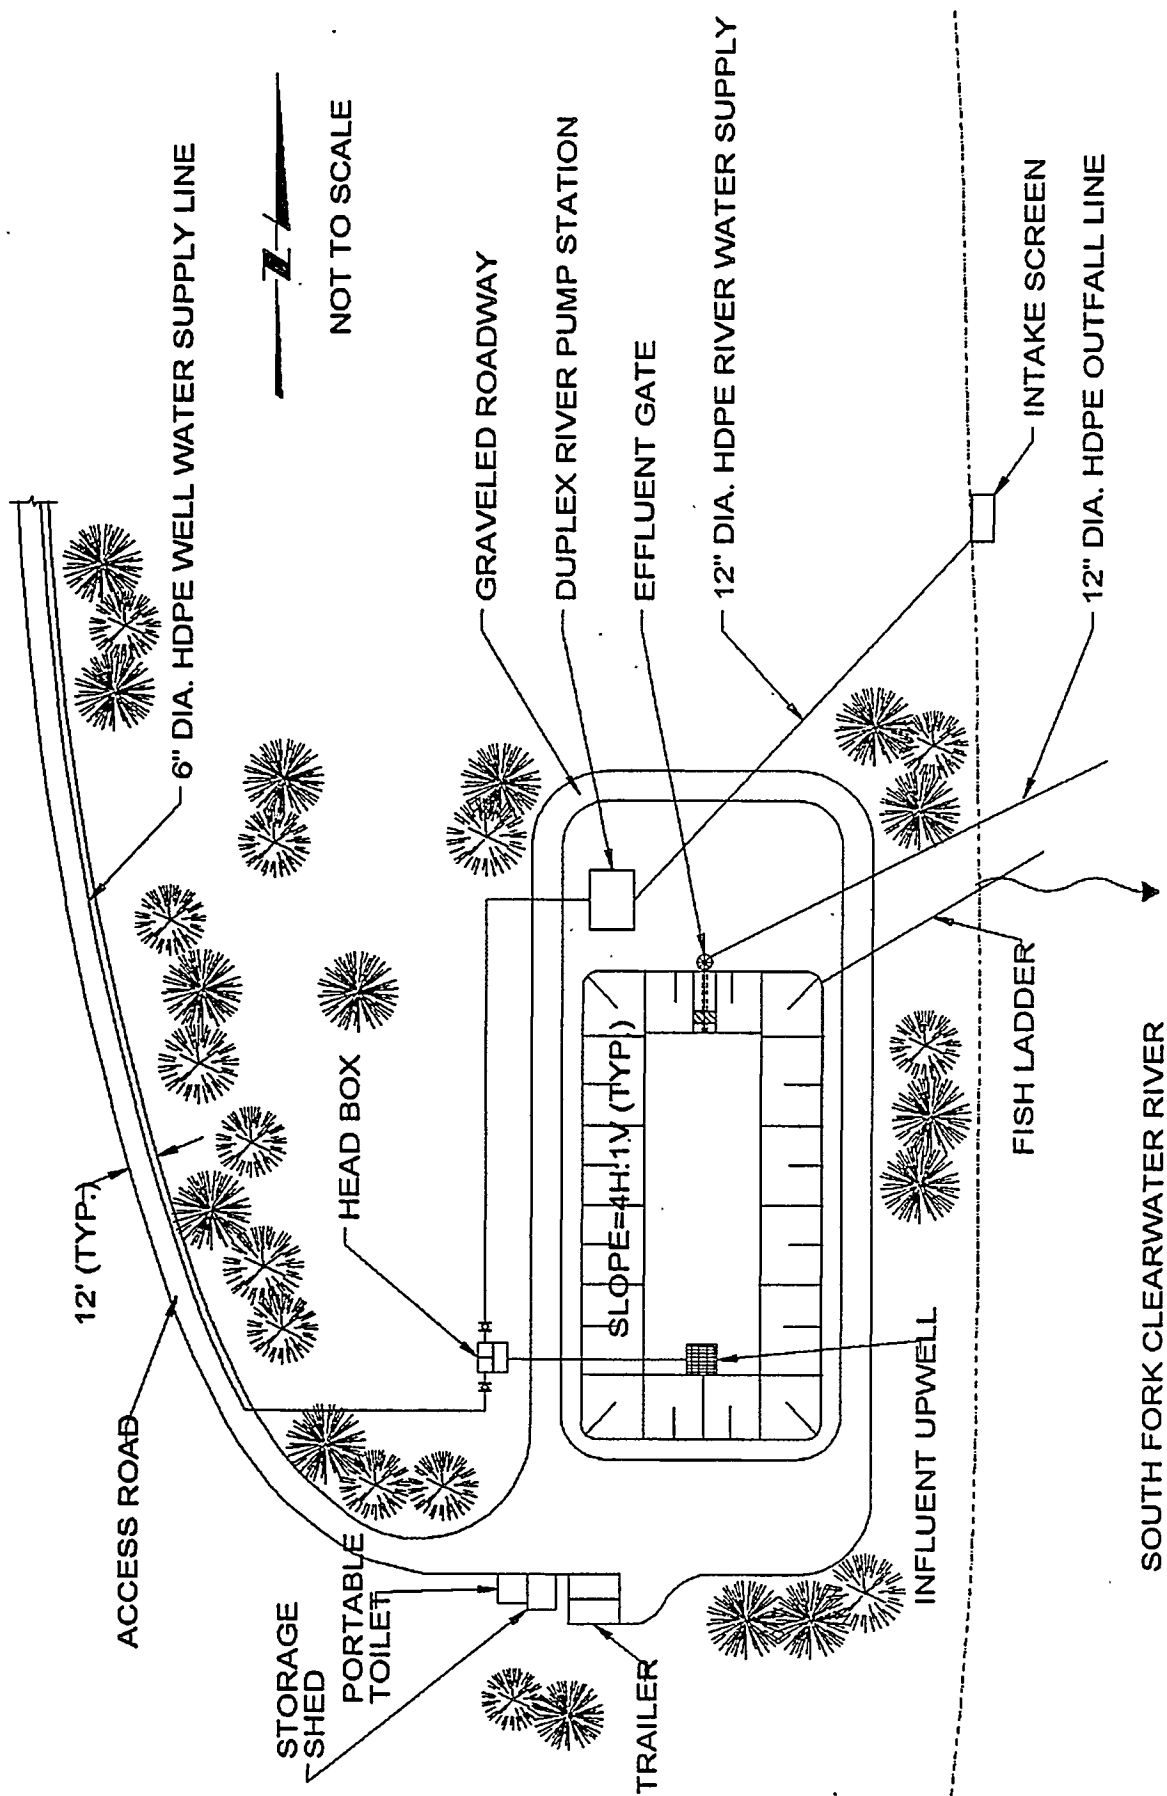 6" DIA. HDPE WELL WATER SUPPLY LINE
N
NOT TO SCALE
GRAVELED ROADWAY
DUPLEX RIVER PUMP STATION
EFFLUENT GATE
12" DIA. HDPE RIVER WATER SUPPLY
INTAKE SCREEN
12" DIA. HDPE OUTFALL LINE
12' (TYP.)
HEAD BOX
SLOPE=4H:1V (TYP)
FISH LADDER
ACCESS ROAD
STORAGE
SHED
PORTABLE
TOILET
TRAILER
INFLUENT UPWELL
SOUTH FORK CLEARWATER RIVER